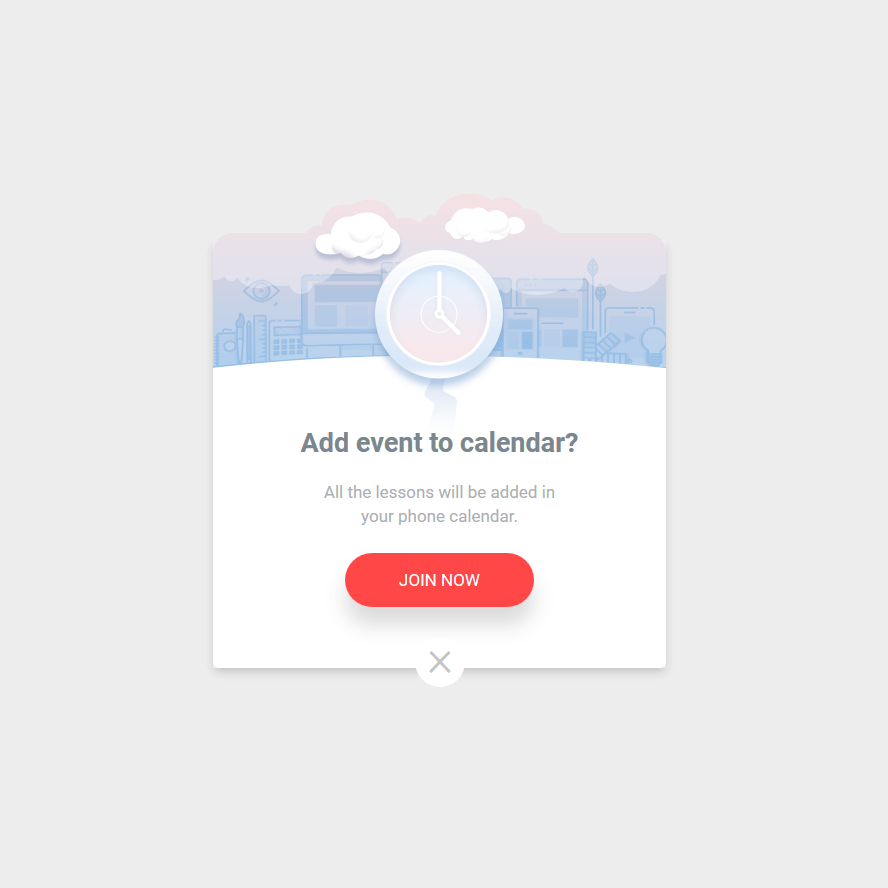 Add event to calendar?
All the lessons will be added in
your phone calendar.
JOIN NOW